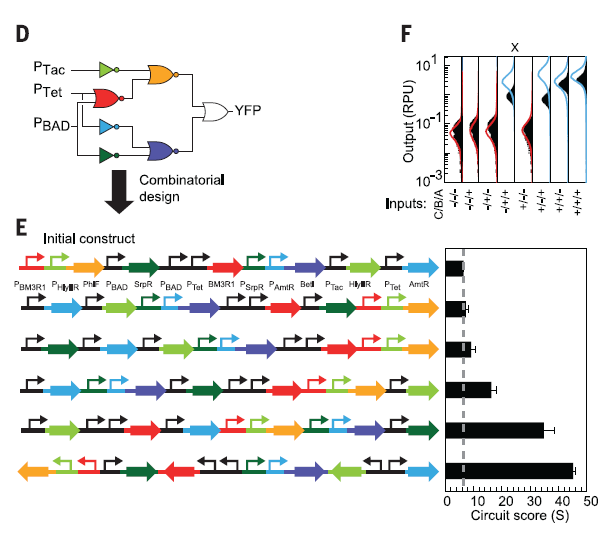 D
P_Tac
P_Tet
P_BAD
YFP
Combinatorial
design
F
X
Output (RPU)
10^1
10^-1
10^-3
Inputs: C/B/A -/-/- -/-/+ -/+/- -/+/+ +/-/- +/-/+ +/+/- +/+/+
E
Initial construct
P_BM3R1 P_HlyIIR PhlF P_BAD SrpR P_BAD P_Tet BM3R1 P_SrpR P_AmtR BetI P_Tac HlyIIR P_Tet AmtR
0 10 20 30 40 50
Circuit score (S)